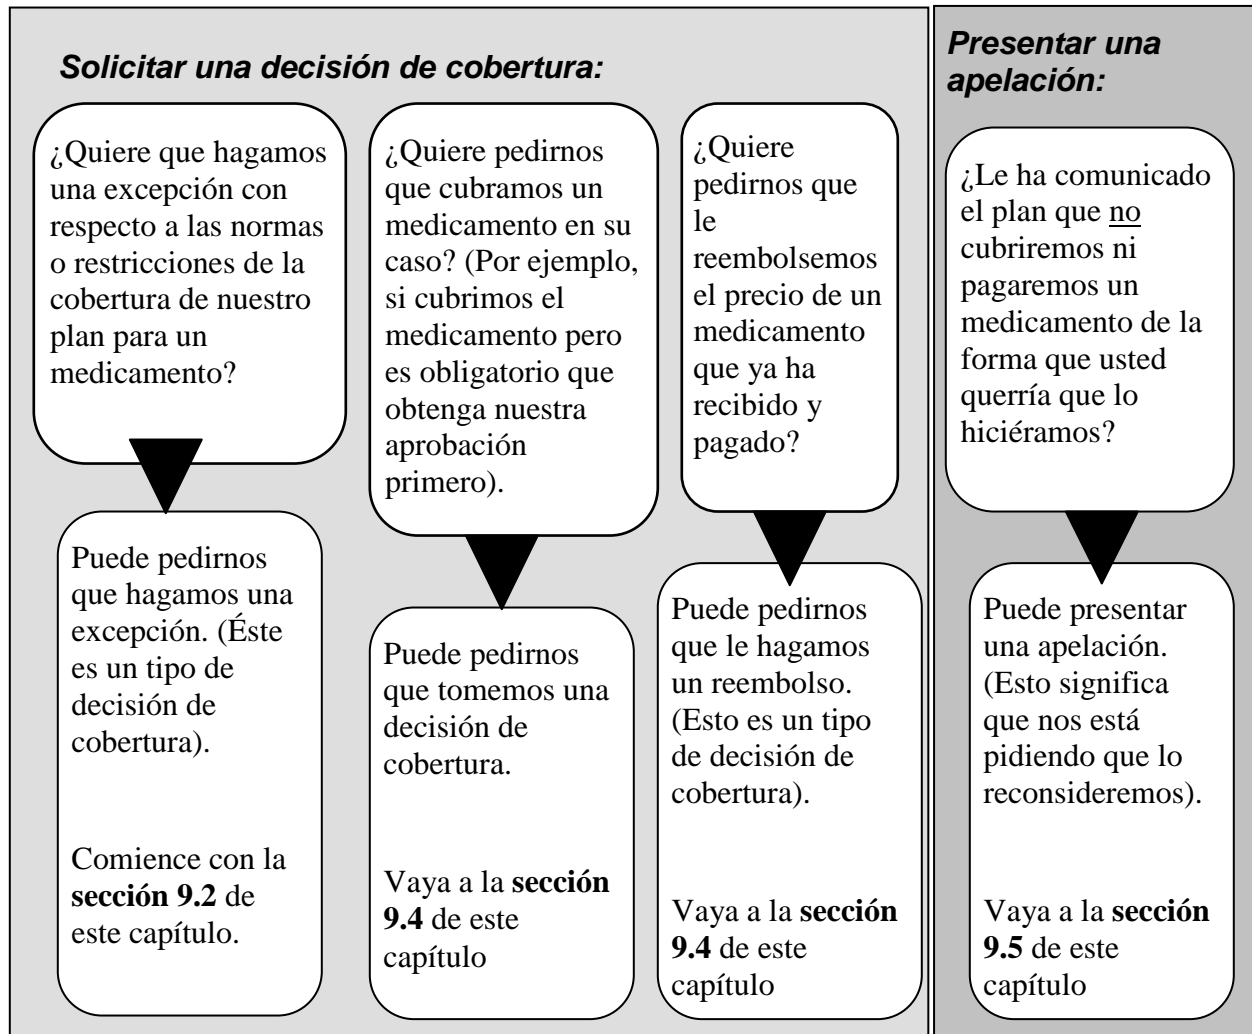 Solicitar una decisión de cobertura:
¿Quiere que hagamos
una excepción con
respecto a las normas
o restricciones de la
cobertura de nuestro
plan para un
medicamento?
Puede pedirnos
que hagamos una
excepción. (Éste
es un tipo de
decisión de
cobertura).
Comience con la
sección 9.2 de
este capítulo.
¿Quiere pedirnos
que cubramos un
medicamento en su
caso? (Por ejemplo,
si cubrimos el
medicamento pero
es obligatorio que
obtenga nuestra
aprobación
primero).
Puede pedirnos
que tomemos una
decisión de
cobertura.
Vaya a la sección
9.4 de este
capítulo
¿Quiere
pedirnos que
le
reembolsemos
el precio de un
medicamento
que ya ha
recibido y
pagado?
Puede pedirnos
que le hagamos
un reembolso.
(Esto es un tipo
de decisión de
cobertura).
Vaya a la sección
9.4 de este
capítulo
Presentar una
apelación:
¿Le ha comunicado
el plan que no
cubriremos ni
pagaremos un
medicamento de la
forma que usted
querría que lo
hiciéramos?
Puede presentar
una apelación.
(Esto significa
que nos está
pidiendo que lo
reconsideremos).
Vaya a la sección
9.5 de este
capítulo